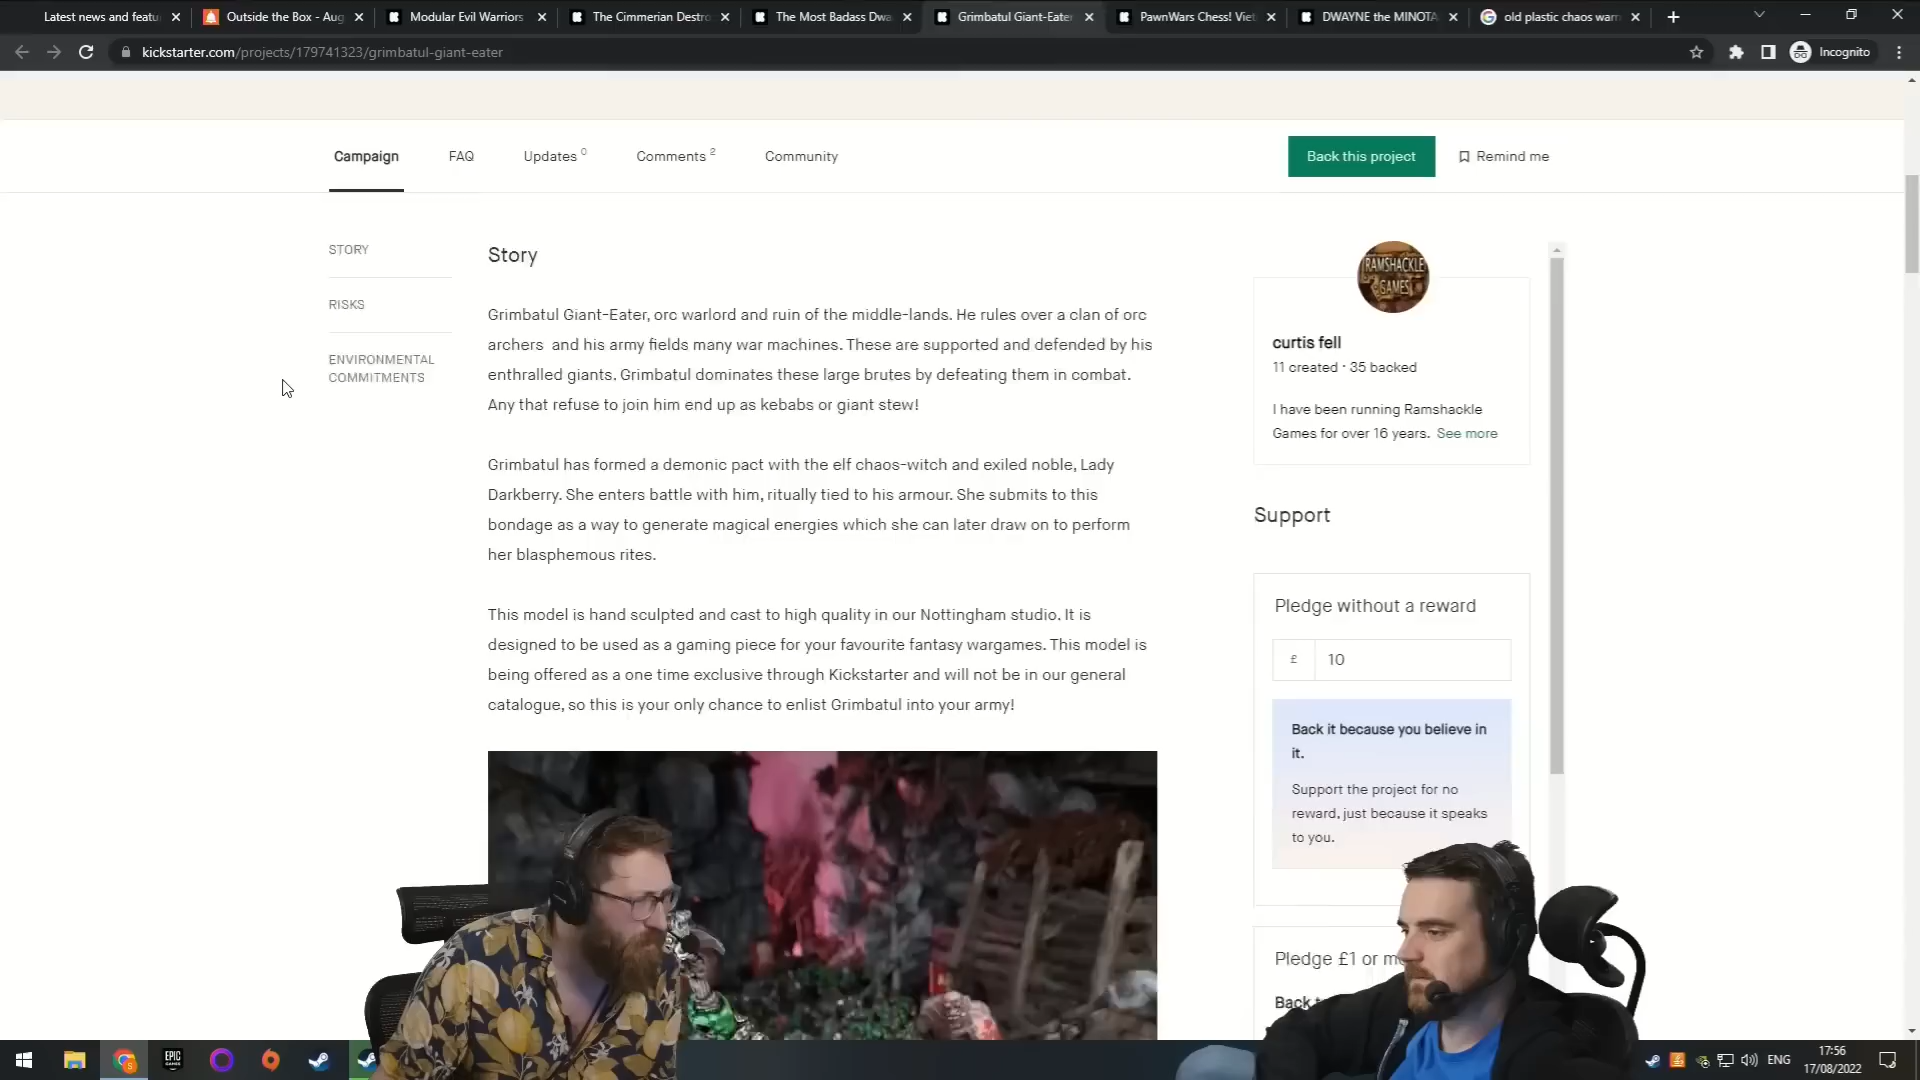 Latest news and featu
Outside the Box - Aug
Modular Evil Warriors
The Cimmerian Destro
The Most Badass Dwa
Grimbatul Giant-Eater
PawnWars Chess! Viet
DWAYNE the MINOTA
old plastic chaos warr
kickstarter.com/projects/179741323/grimbatul-giant-eater
Incognito
Campaign
FAQ
Updates 0
Comments 2
Community
Back this project
Remind me
STORY
RISKS
ENVIRONMENTAL
COMMITMENTS
Story
Grimbatul Giant-Eater, orc warlord and ruin of the middle-lands. He rules over a clan of orc
archers and his army fields many war machines. These are supported and defended by his
enthralled giants. Grimbatul dominates these large brutes by defeating them in combat.
Any that refuse to join him end up as kebabs or giant stew!
Grimbatul has formed a demonic pact with the elf chaos-witch and exiled noble, Lady
Darkberry. She enters battle with him, ritually tied to his armour. She submits to this
bondage as a way to generate magical energies which she can later draw on to perform
her blasphemous rites.
This model is hand sculpted and cast to high quality in our Nottingham studio. It is
designed to be used as a gaming piece for your favourite fantasy wargames. This model is
being offered as a one time exclusive through Kickstarter and will not be in our general
catalogue, so this is your only chance to enlist Grimbatul into your army!
RAMSHACKLE
GAMES
curtis fell
11 created · 35 backed
I have been running Ramshackle
Games for over 16 years. See more
Support
Pledge without a reward
£ 10
Back it because you believe in
it.
Support the project for no
reward, just because it speaks
to you.
Pledge £1 or m
Back
EPIC
GAMES
ENG
17:56
17/08/2022